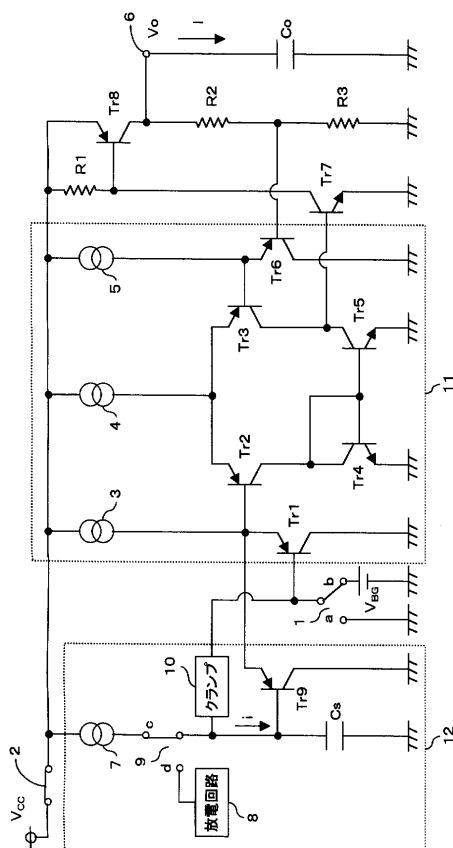 6
Vo
I
Co
Tr8
R2
R3
R1
Tr7
5
Tr6
Tr3
Tr5
4
11
Tr2
Tr4
3
Tr1
b
1
a
VBG
10
クランプ
Tr9
2
VCC
7
c
9
i
Cs
d
放電回路
8
12